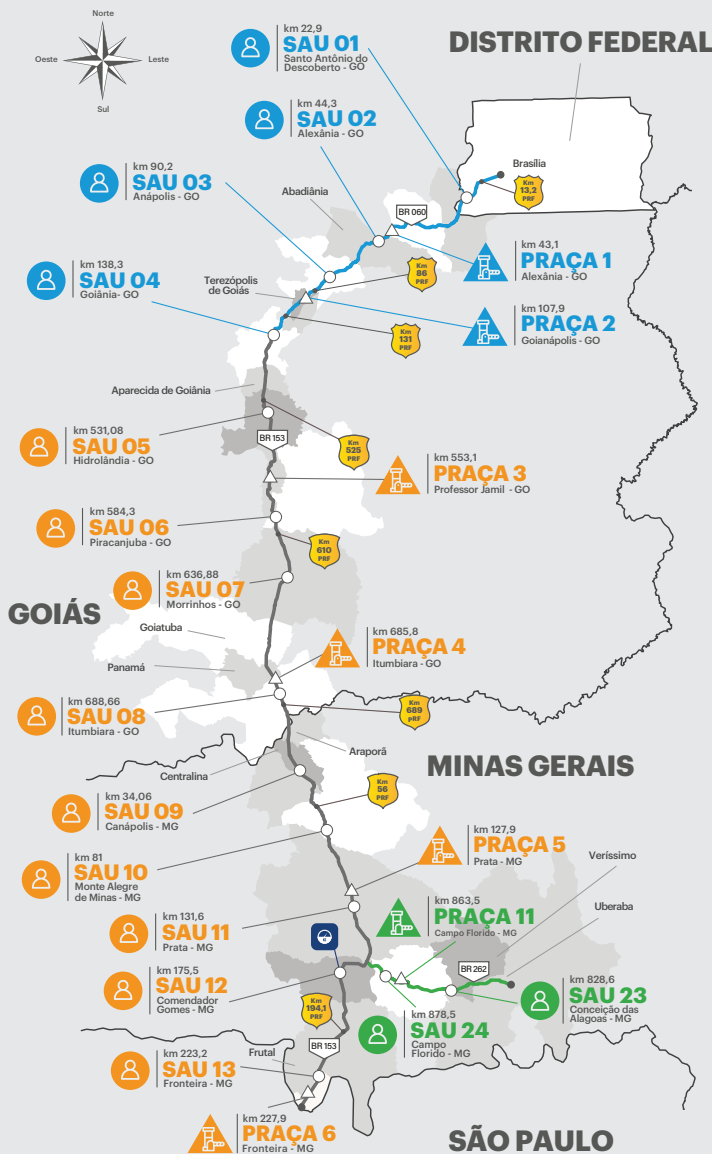 Norte
Oeste
Leste
Sul
km 22,9
SAU 01
Santo Antônio do
Descoberto - GO
DISTRITO FEDERAL
km 44,3
SAU 02
Alexânia - GO
Brasília
Km
13,2
PRF
km 90,2
SAU 03
Anápolis - GO
Abadiânia
BR 060
km 43,1
PRAÇA 1
Alexânia - GO
km 138,3
SAU 04
Goiânia- GO
Terezópolis
de Goiás
Km
86
PRF
km 107,9
PRAÇA 2
Goianápolis - GO
Km
131
PRF
Aparecida de Goiânia
km 531,08
SAU 05
Hidrolândia - GO
BR 153
Km
525
PRF
km 553,1
PRAÇA 3
Professor Jamil - GO
km 584,3
SAU 06
Piracanjuba - GO
Km
610
PRF
km 636,88
SAU 07
Morrinhos - GO
GOIÁS
Goiatuba
km 685,8
PRAÇA 4
Itumbiara - GO
Panamá
km 688,66
SAU 08
Itumbiara - GO
Km
689
pRF
Araporã
MINAS GERAIS
Centralina
km 34,06
SAU 09
Canápolis - MG
Km
56
PRF
km 127,9
PRAÇA 5
Prata - MG
km 81
SAU 10
Monte Alegre
de Minas - MG
Veríssimo
km 863,5
PRAÇA 11
Campo Florido - MG
Uberaba
km 131,6
SAU 11
Prata - MG
BR 262
km 175,5
SAU 12
Comendador
Gomes - MG
km 828,6
SAU 23
Conceição das
Alagoas - MG
Km
194,1
PRF
km 878,5
SAU 24
Campo
Florido - MG
BR 153
Frutal
km 223,2
SAU 13
Fronteira - MG
km 227,9
PRAÇA 6
Fronteira - MG
SÃO PAULO